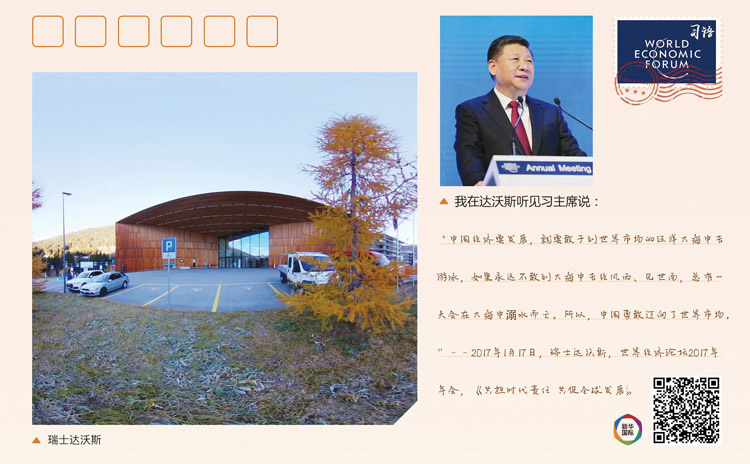 司语
WORLD
ECONOMIC
FORUM
Annual Meeting
P
我在达沃斯听见习主席说：
“中国经济要发展，就要敢于到世界市场的汪洋大海中去
游泳，如果永远不敢到大海中去经风雨、见世面，总有一
天会在大海中溺水而亡。所以，中国勇敢迈向了世界市场。
”--2017年1月17日，瑞士达沃斯，世界经济论坛2017年
年会，《共担时代责任 共促全球发展》
新华
国际
瑞士达沃斯